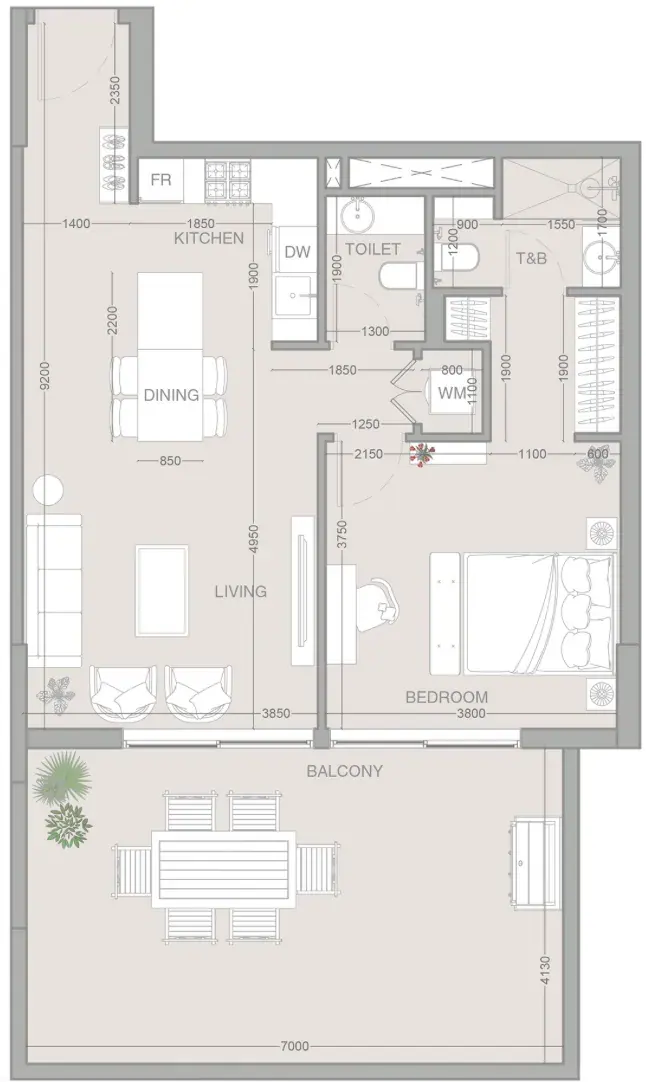 2350
FR
1400
1850
KITCHEN
DW
TOILET
900
1550
1700
1200
T&B
1900
1900
2200
1300
9200
1850
800
WM
1100
1900
1900
DINING
1250
850
2150
1100
600
4950
3750
LIVING
BEDROOM
3850
3800
BALCONY
4130
7000